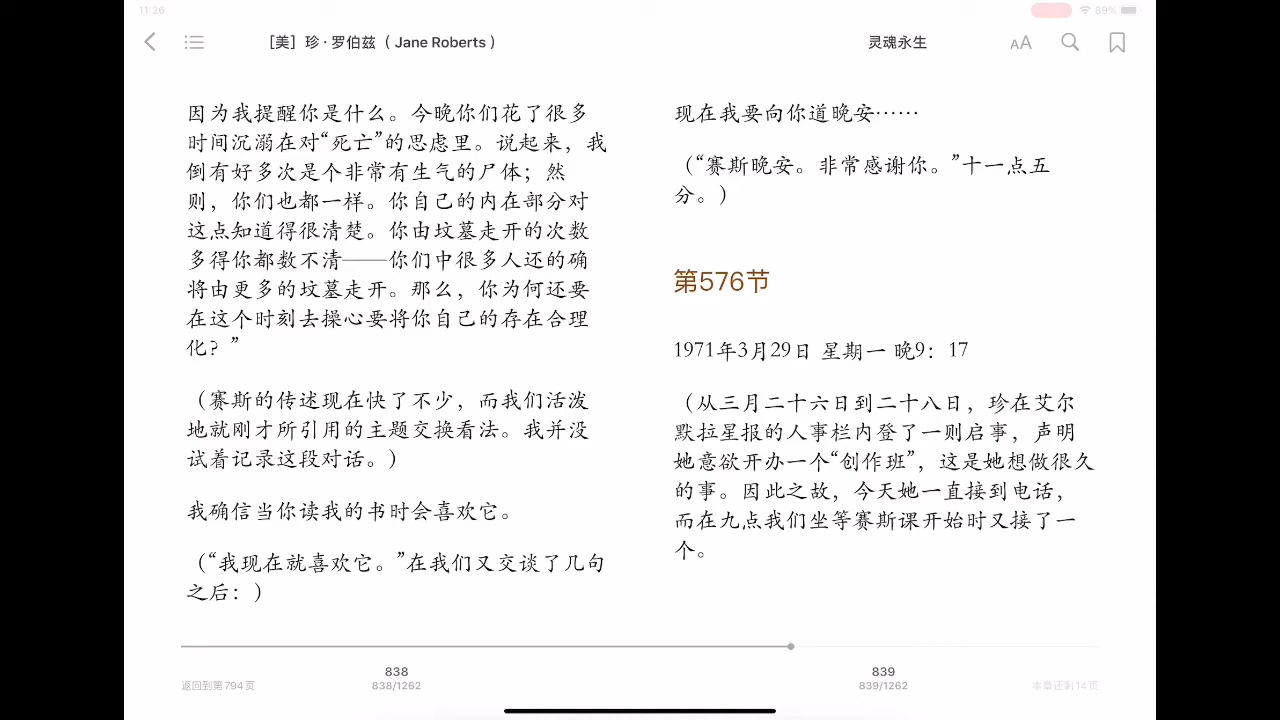 11:26
89%
［美］珍 · 罗伯兹（ Jane Roberts ）
灵魂永生
AA
因为我提醒你是什么。今晚你们花了很多
时间沉溺在对“死亡”的思虑里。说起来，我
倒有好多次是个非常有生气的尸体；然
则，你们也都一样。你自己的内在部分对
这点知道得很清楚。你由坟墓走开的次数
多得你都数不清——你们中很多人还的确
将由更多的坟墓走开。那么，你为何还要
在这个时刻去操心要将你自己的存在合理
化？”
（赛斯的传述现在快了不少，而我们活泼
地就刚才所引用的主题交换看法。我并没
试着记录这段对话。）
我确信当你读我的书时会喜欢它。
（“我现在就喜欢它。”在我们又交谈了几句
之后：）
现在我要向你道晚安……
（“赛斯晚安。非常感谢你。”十一点五
分。）
第576节
1971年3月29日 星期一 晚9：17
（从三月二十六日到二十八日，珍在艾尔
默拉星报的人事栏内登了一则启事，声明
她意欲开办一个“创作班”，这是她想做很久
的事。因此之故，今天她一直接到电话，
而在九点我们坐等赛斯课开始时又接了一
个。
838
839
返回到第794页
838/1262
839/1262
本章还剩14页